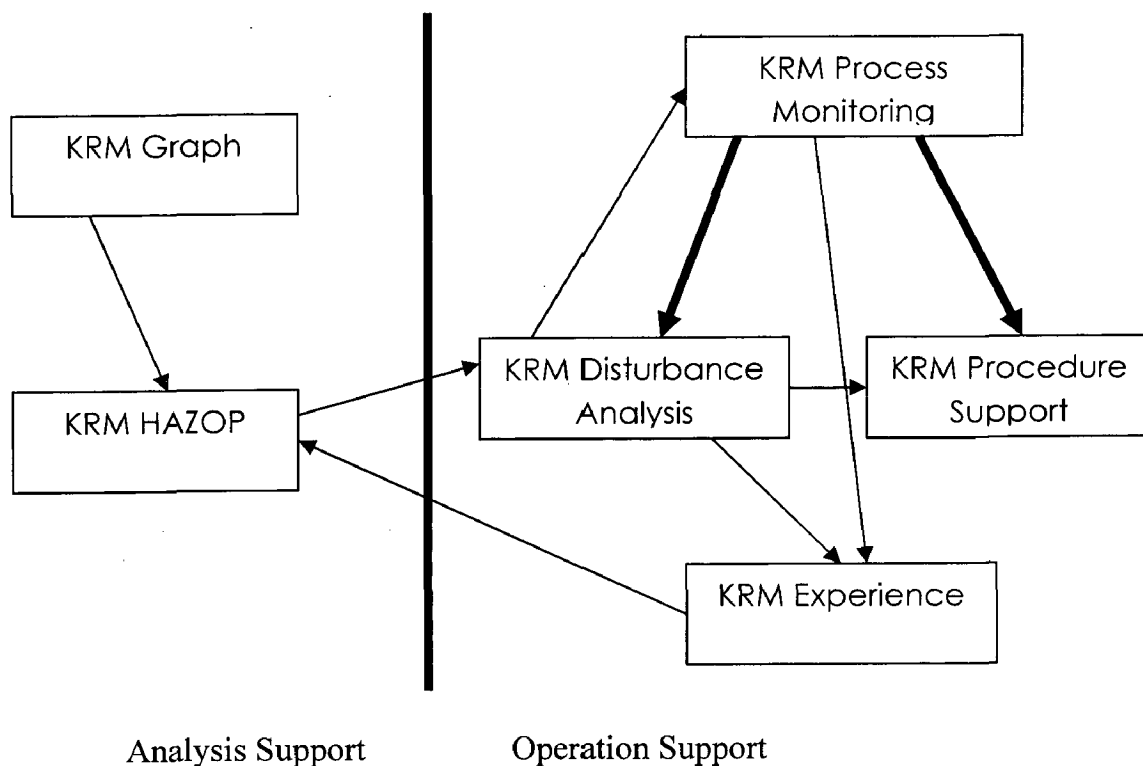 KRM Process
Monitoring
KRM Graph
KRM Disturbance
Analysis
KRM Procedure
Support
KRM HAZOP
KRM Experience
Analysis Support
Operation Support